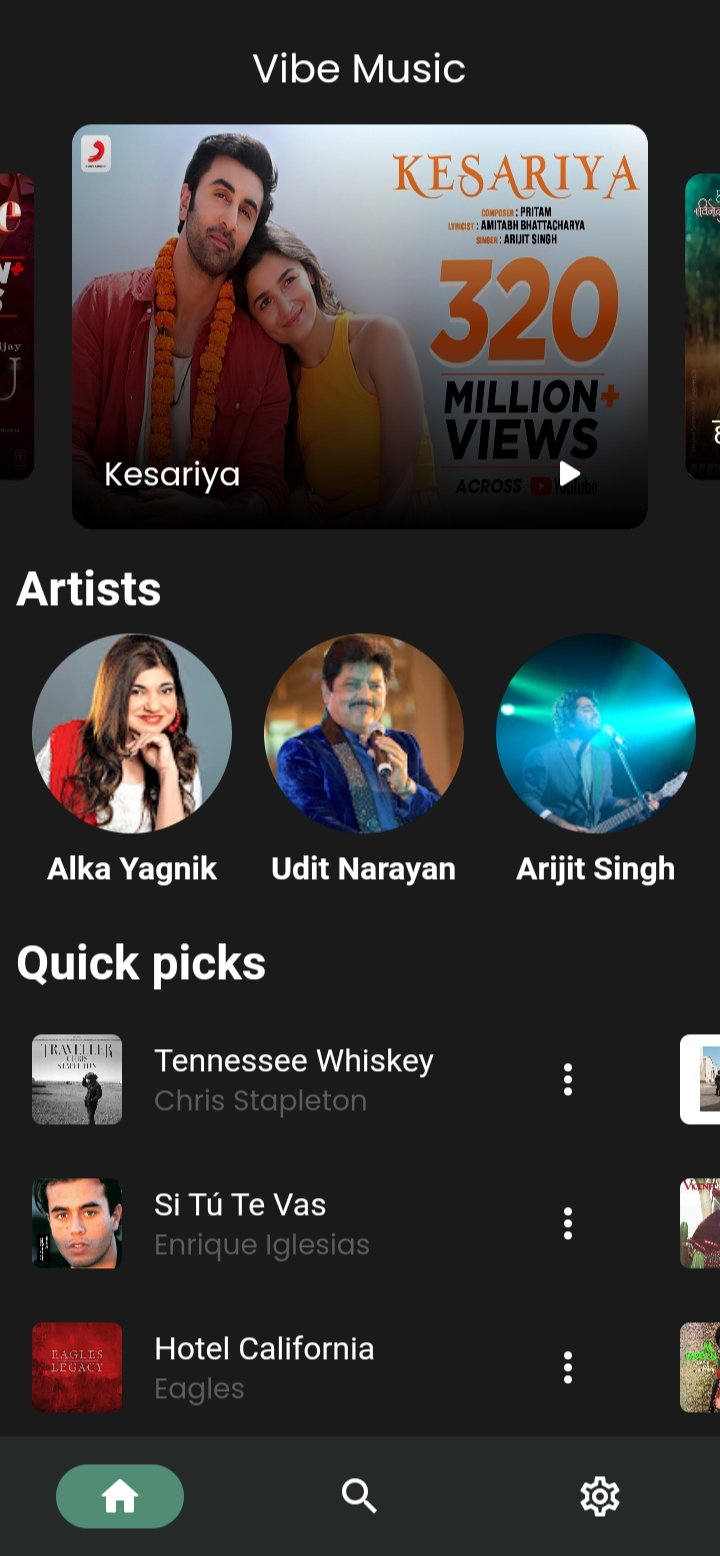 Vibe Music
KESARIYA
COMPOSER : PRITAM
LYRICIST : AMITABH BHATTACHARYA
SINGER : ARIJIT SINGH
320
MILLION+
VIEWS
ACROSS YouTube
Kesariya
Artists
Alka Yagnik
Udit Narayan
Arijit Singh
Quick picks
TRAVELLER
CHRIS
STAPLETON
Tennessee Whiskey
Chris Stapleton
Si Tú Te Vas
Enrique Iglesias
EAGLES
LEGACY
Hotel California
Eagles